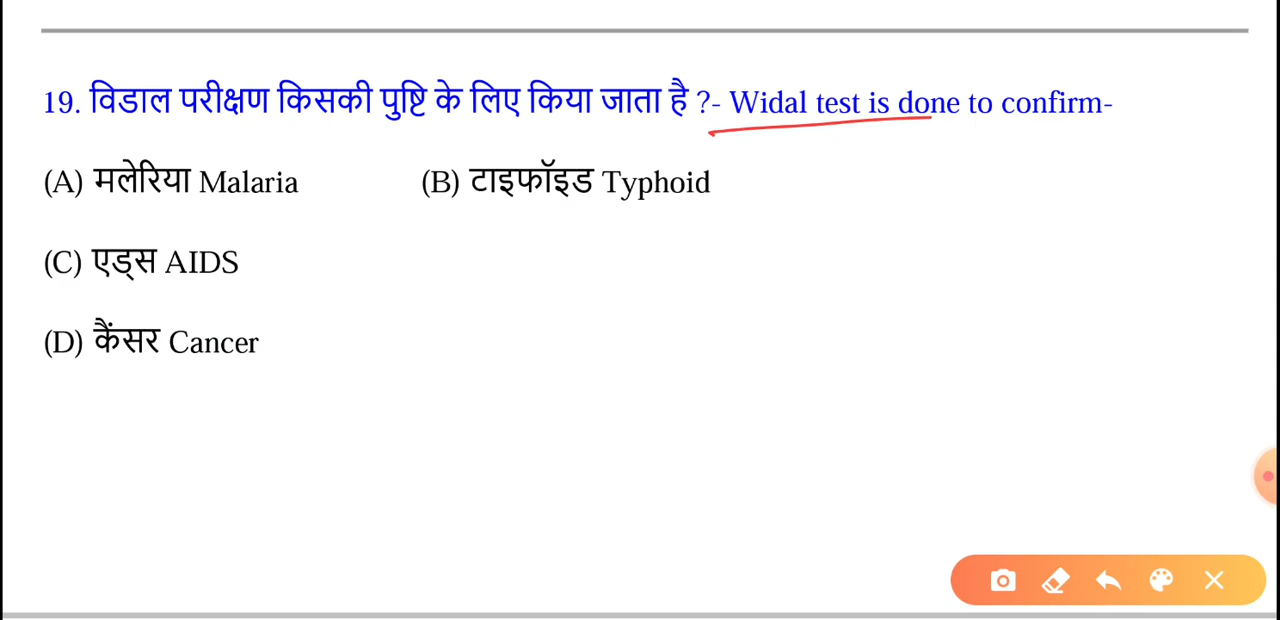 19. विडाल परीक्षण किसकी पुष्टि के लिए किया जाता है ?- Widal test is done to confirm-
(A) मलेरिया Malaria (B) टाइफॉइड Typhoid
(C) एड्स AIDS
(D) कैंसर Cancer